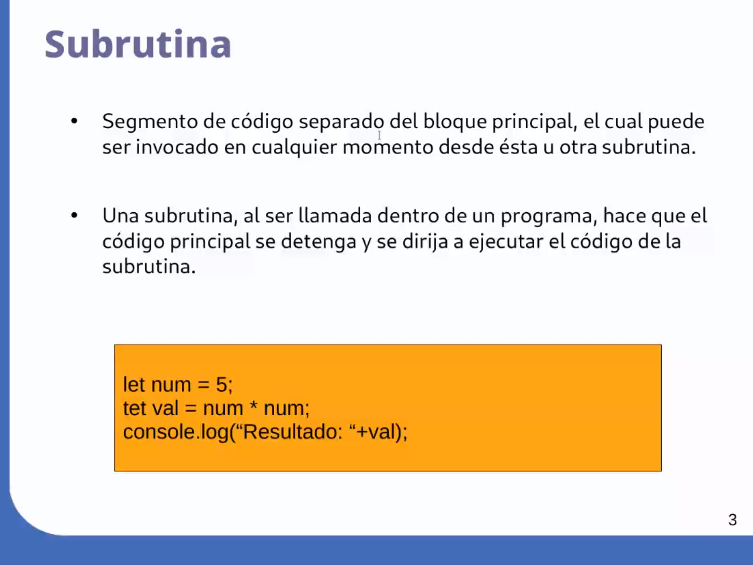 Subrutina
• Segmento de código separado del bloque principal, el cual puede
ser invocado en cualquier momento desde ésta u otra subrutina.
• Una subrutina, al ser llamada dentro de un programa, hace que el
código principal se detenga y se dirija a ejecutar el código de la
subrutina.
let num = 5;
tet val = num * num;
console.log(“Resultado: “+val);
3